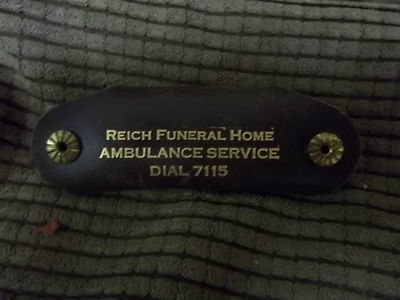 REICH FUNERAL HOME
AMBULANCE SERVICE
DIAL 7115